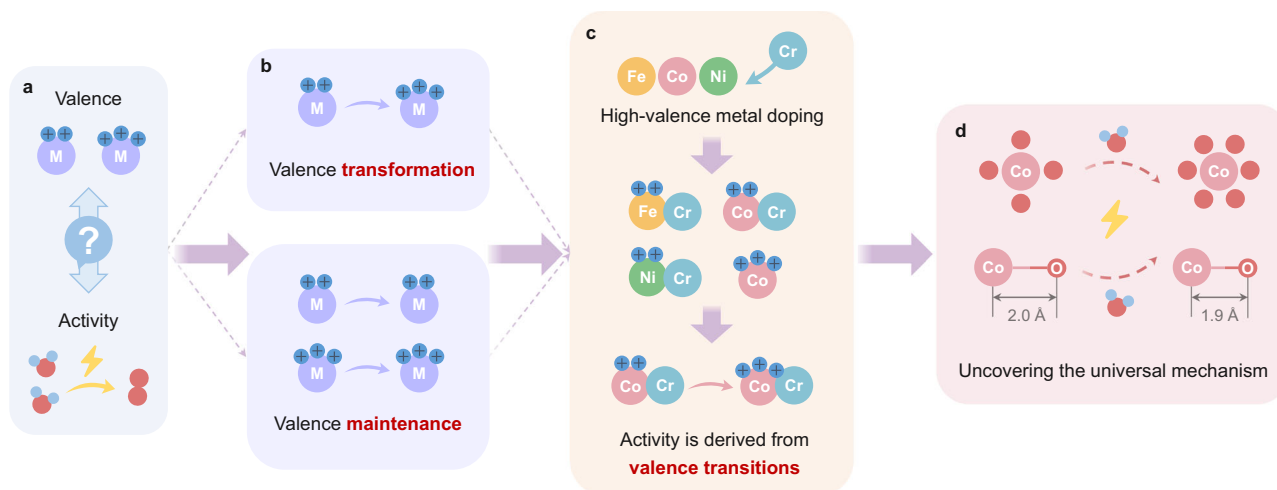 a
Valence
+ + + + +
M M
?
Activity
b
+ + + + +
M M
Valence transformation
+ + + +
M M
+ + + + + +
M M
Valence maintenance
c
Cr
Fe Co Ni
High-valence metal doping
+ + + +
Fe Cr Co Cr
+ + + + +
Ni Cr Co
+ + + + +
Co Cr Co Cr
Activity is derived from
valence transitions
d
Co Co
Co O Co O
2.0 Å 1.9 Å
Uncovering the universal mechanism